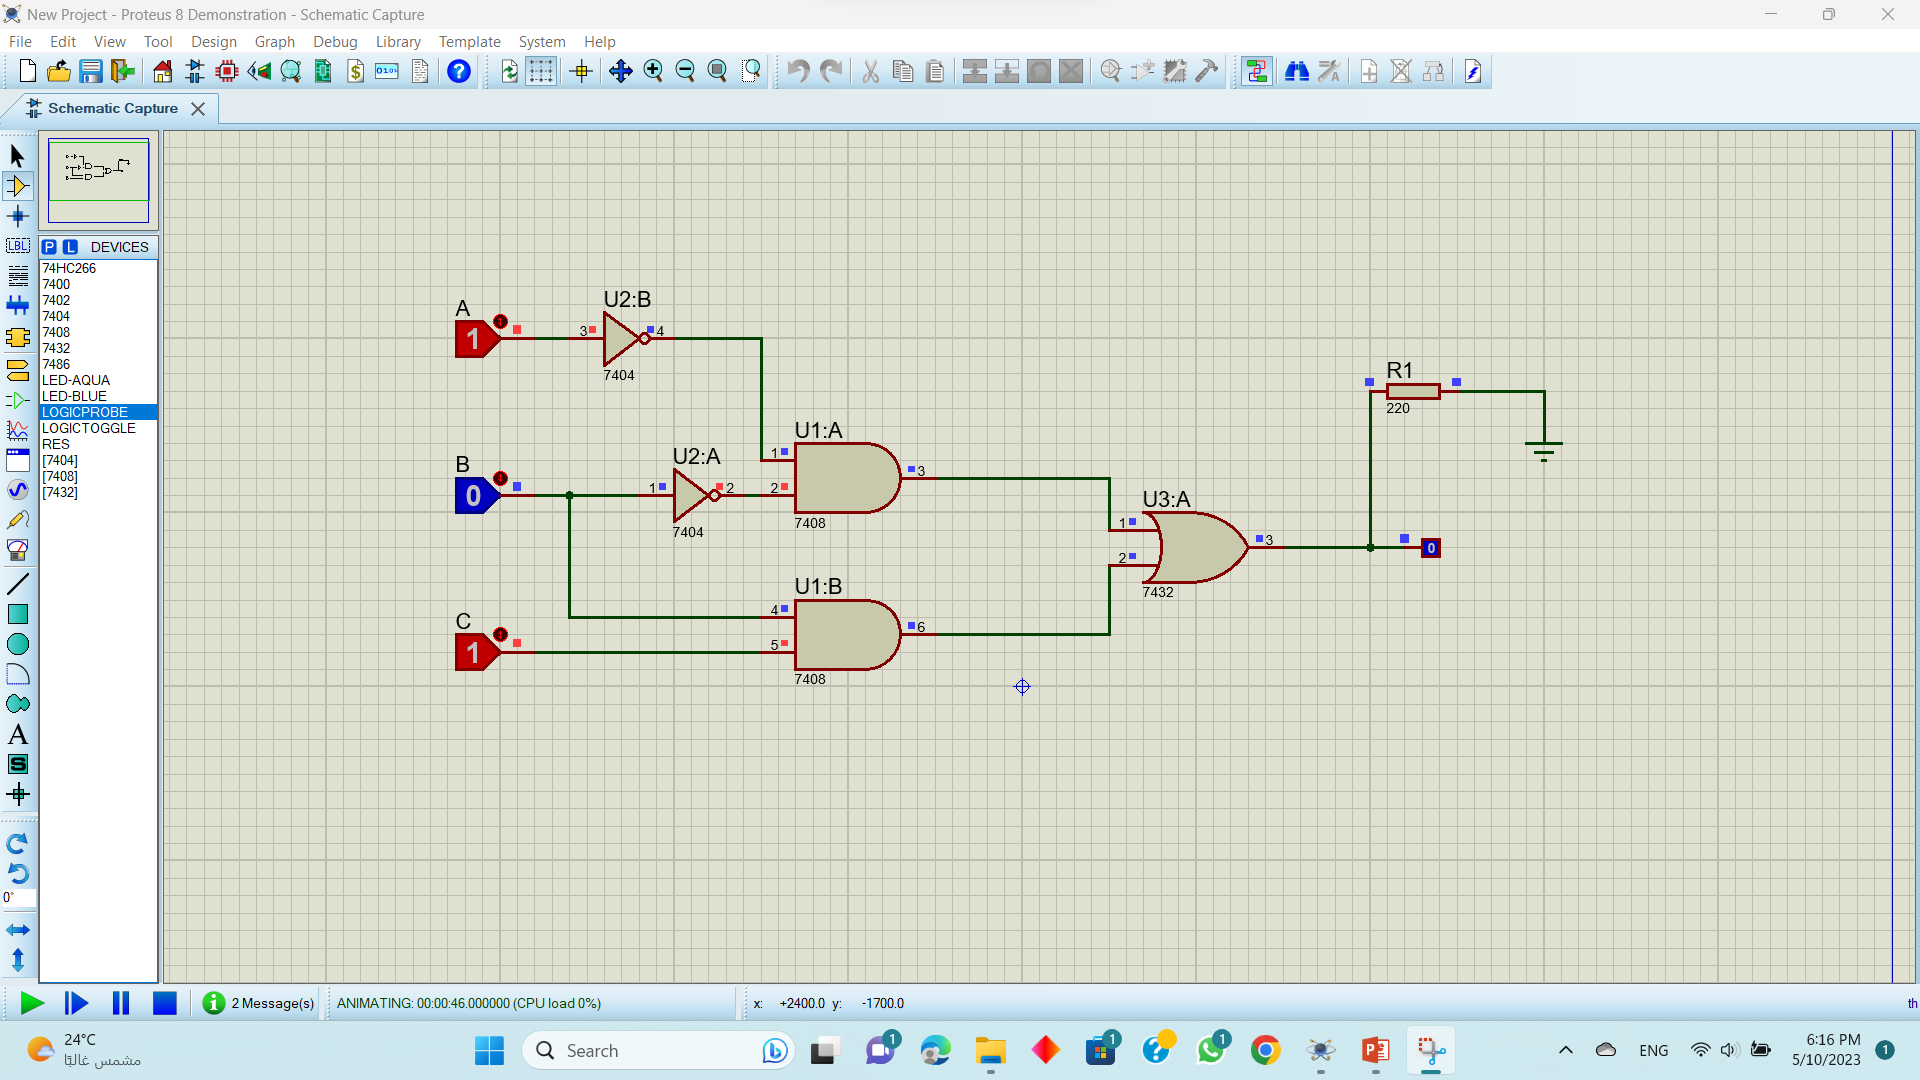 New Project - Proteus 8 Demonstration - Schematic Capture
File Edit View Tool Design Graph Debug Library Template System Help
Schematic Capture
P L DEVICES
74HC266
7400
7402
7404
7408
7432
7486
LED-AQUA
LED-BLUE
LOGICPROBE
LOGICTOGGLE
RES
[7404]
[7408]
[7432]
LBL
A
S
0°
A
1
U2:B
3
4
7404
B
0
U2:A
1
2
7404
C
1
U1:A
1
2
3
7408
U1:B
4
5
6
7408
U3:A
1
2
3
7432
R1
220
0
2 Message(s)
ANIMATING: 00:00:46.000000 (CPU load 0%)
x: +2400.0 y: -1700.0
th
24°C
مشمس غالبًا
Search
1
1
1
ENG
6:16 PM
5/10/2023
1